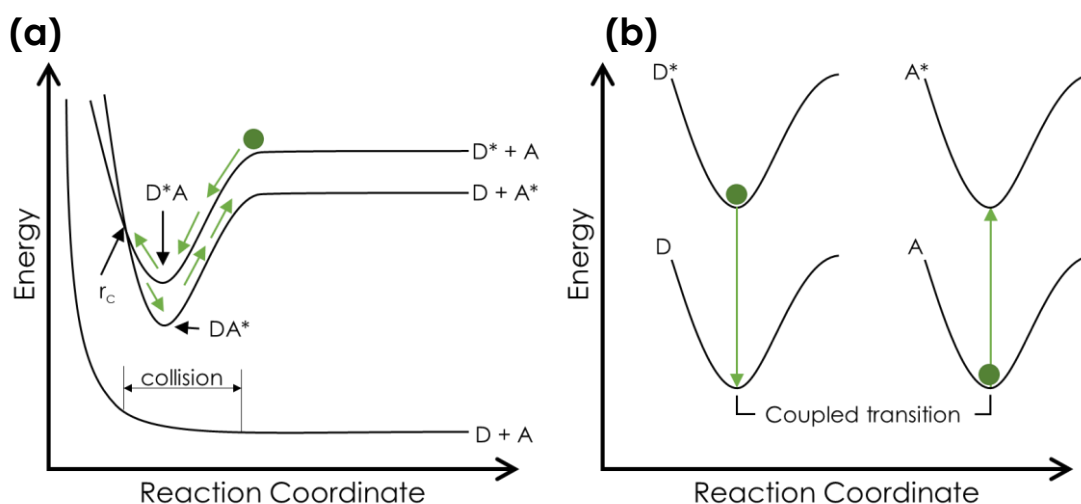 (a)
Energy
D*A
D* + A
D + A*
r_c
DA*
collision
D + A
Reaction Coordinate
(b)
Energy
D*
A*
D
A
Coupled transition
Reaction Coordinate